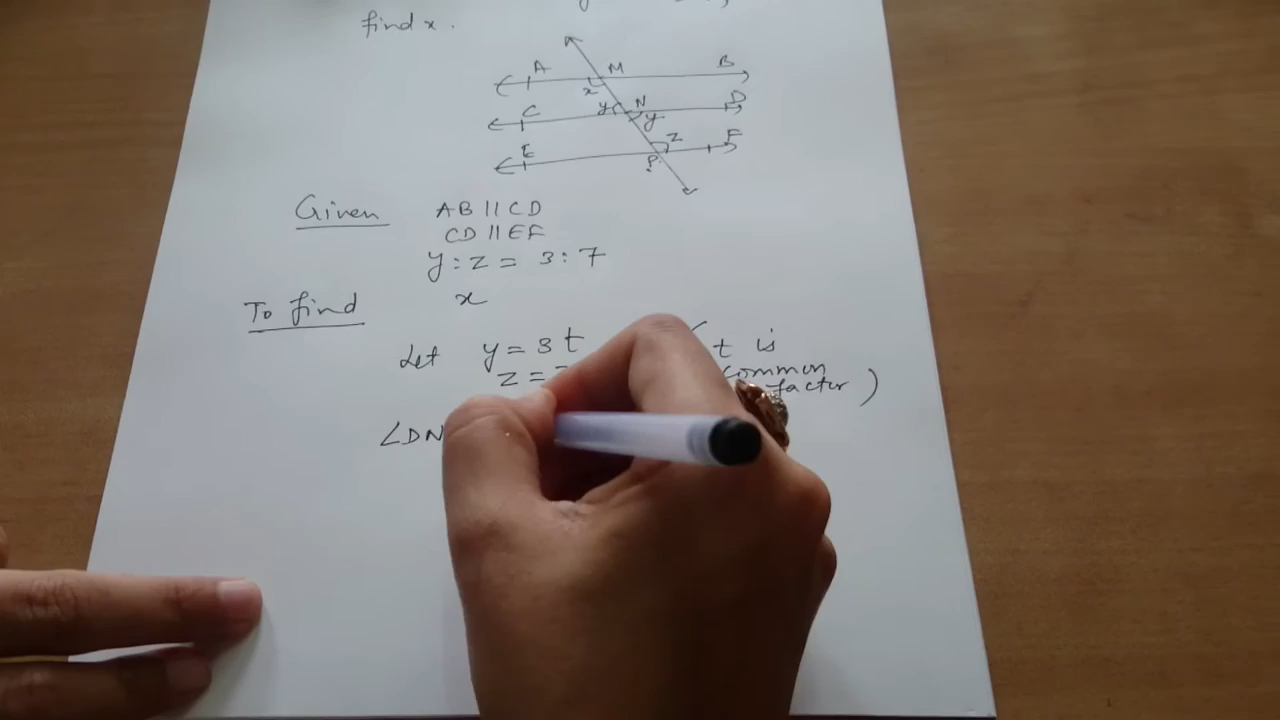 find x.
A M B
x
C y N D
y
E P z F
Given AB || CD
CD || EF
y : z = 3 : 7
To find x
Let y = 3t (t is
z = common
factor)
∠DN